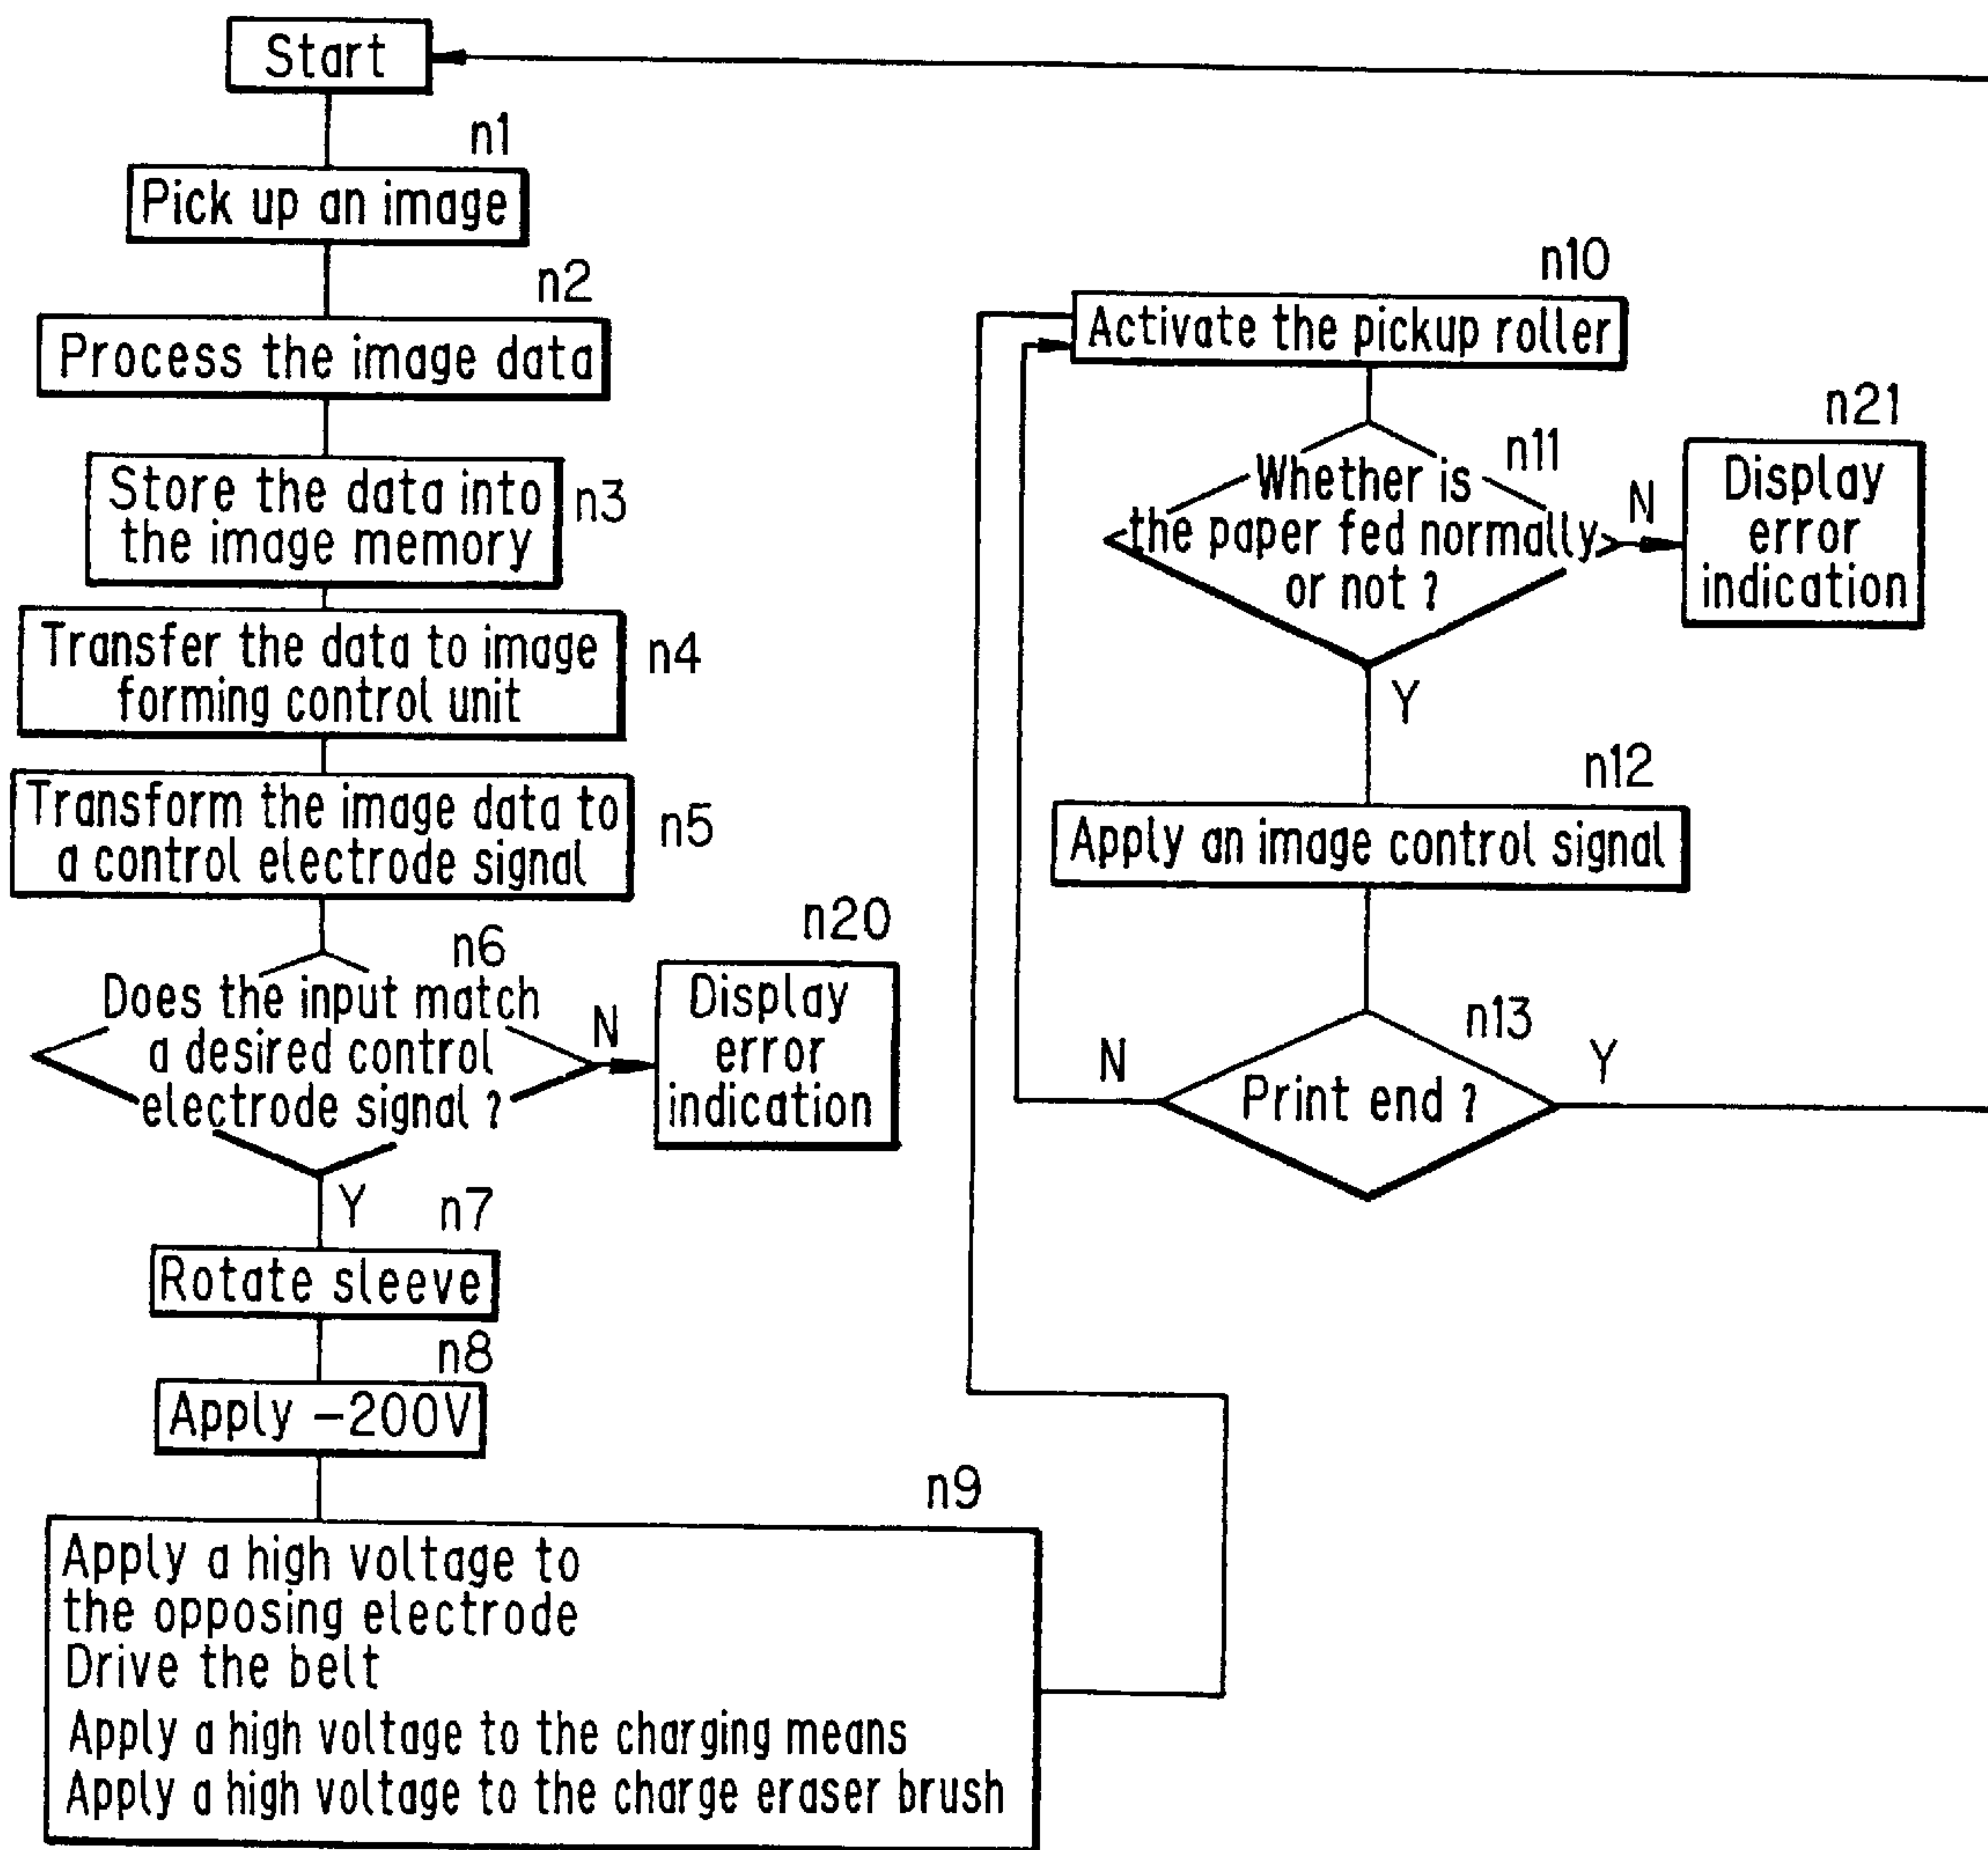 Start
n1
Pick up an image
n2
Process the image data
n3
Store the data into
the image memory
n4
Transfer the data to image
forming control unit
n5
Transform the image data to
a control electrode signal
n6
Does the input match
a desired control
electrode signal ?
N
n20
Display
error
indication
Y
n7
Rotate sleeve
n8
Apply -200V
n9
Apply a high voltage to
the opposing electrode
Drive the belt
Apply a high voltage to the charging means
Apply a high voltage to the charge eraser brush
n10
Activate the pickup roller
n11
Whether is
the paper fed normally
or not ?
N
n21
Display
error
indication
Y
n12
Apply an image control signal
n13
Print end ?
N
Y